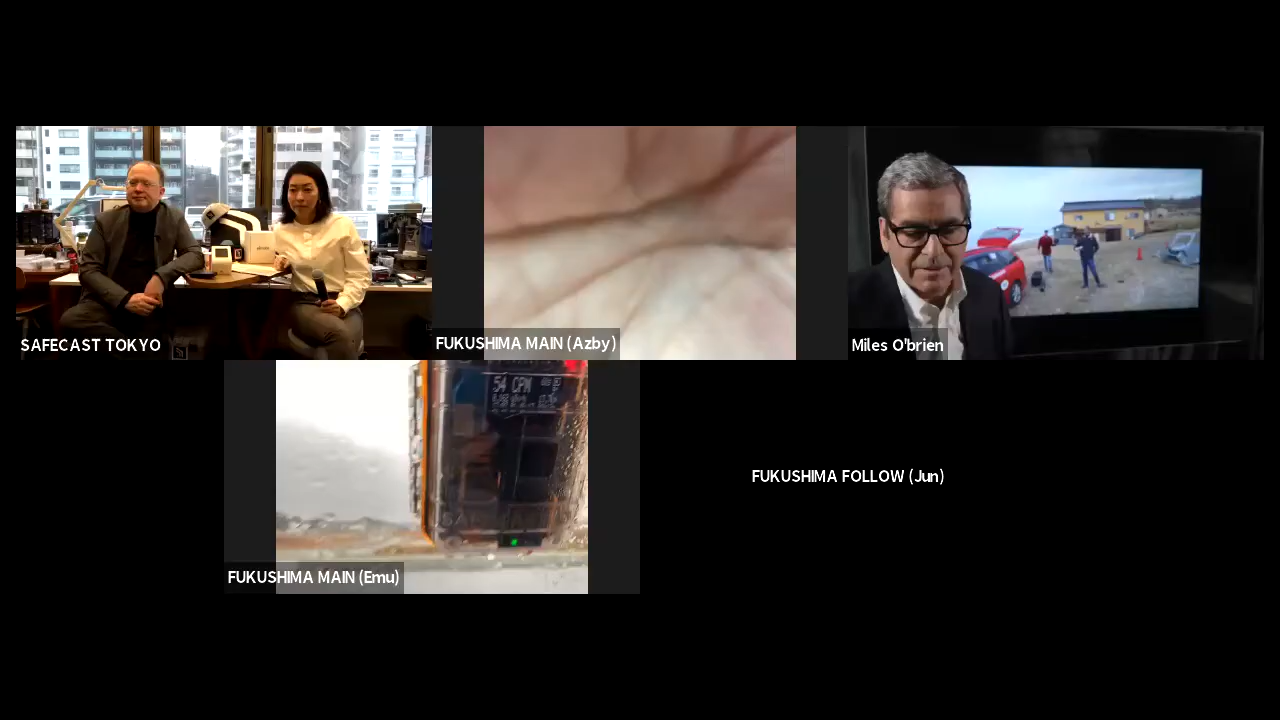 SAFECAST TOKYO
FUKUSHIMA MAIN (Azby)
Miles O'brien
54 CPM
FUKUSHIMA MAIN (Emu)
FUKUSHIMA FOLLOW (Jun)